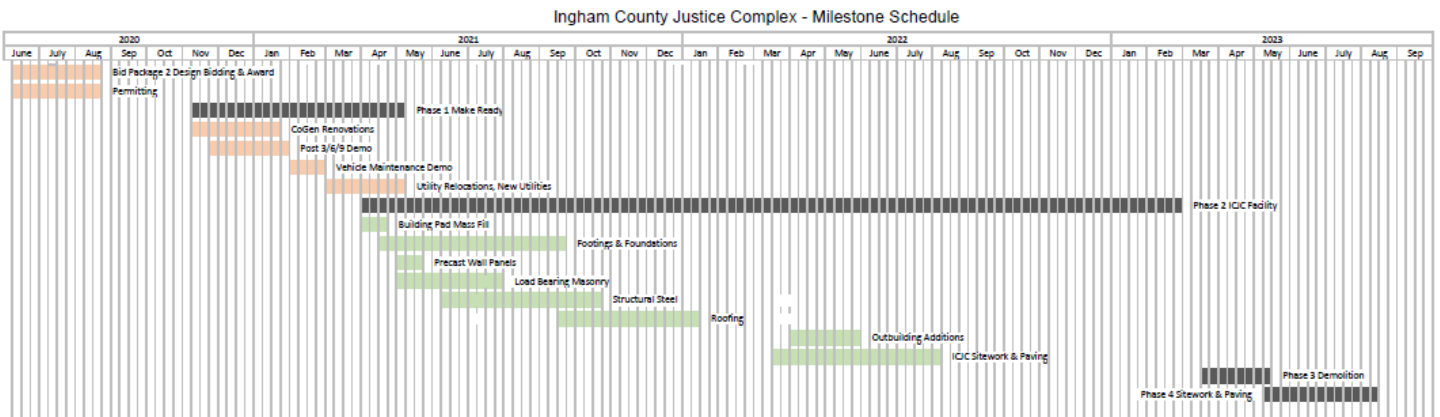 Ingham County Justice Complex - Milestone Schedule
2020 2021 2022 2023
June July Aug Sep Oct Nov Dec Jan Feb Mar Apr May June July Aug Sep Oct Nov Dec Jan Feb Mar Apr May June July Aug Sep Oct Nov Dec Jan Feb Mar Apr May June July Aug Sep
Bid Package 2 Design Bidding & Award
Permitting
Phase 1 Make Ready
CoGen Renovations
Post 3/6/9 Demo
Vehicle Maintenance Demo
Utility Relocations, New Utilities
Phase 2 ICJC Facility
Building Pad Mass Fill
Footings & Foundations
Precast Wall Panels
Load Bearing Masonry
Structural Steel
Roofing
Outbuilding Additions
ICJC Sitework & Paving
Phase 3 Demolition
Phase 4 Sitework & Paving